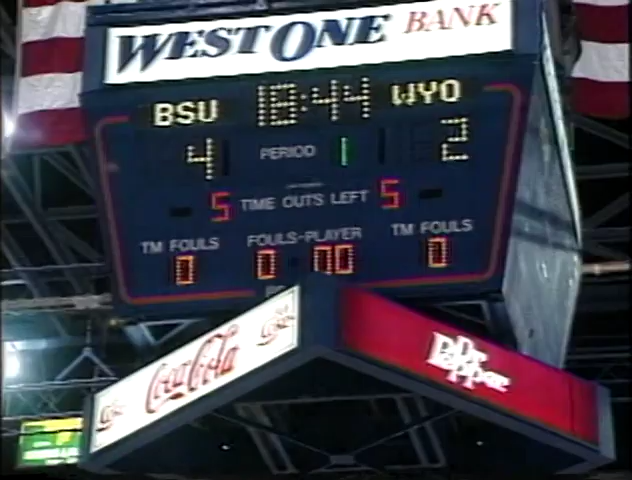 WEST ONE BANK
BSU 18:44 WYO
4 PERIOD 1 2
5 TIME OUTS LEFT 5
TM FOULS FOULS-PLAYER TM FOULS
0 0 00 0
Coca-Cola
Dr Pepper